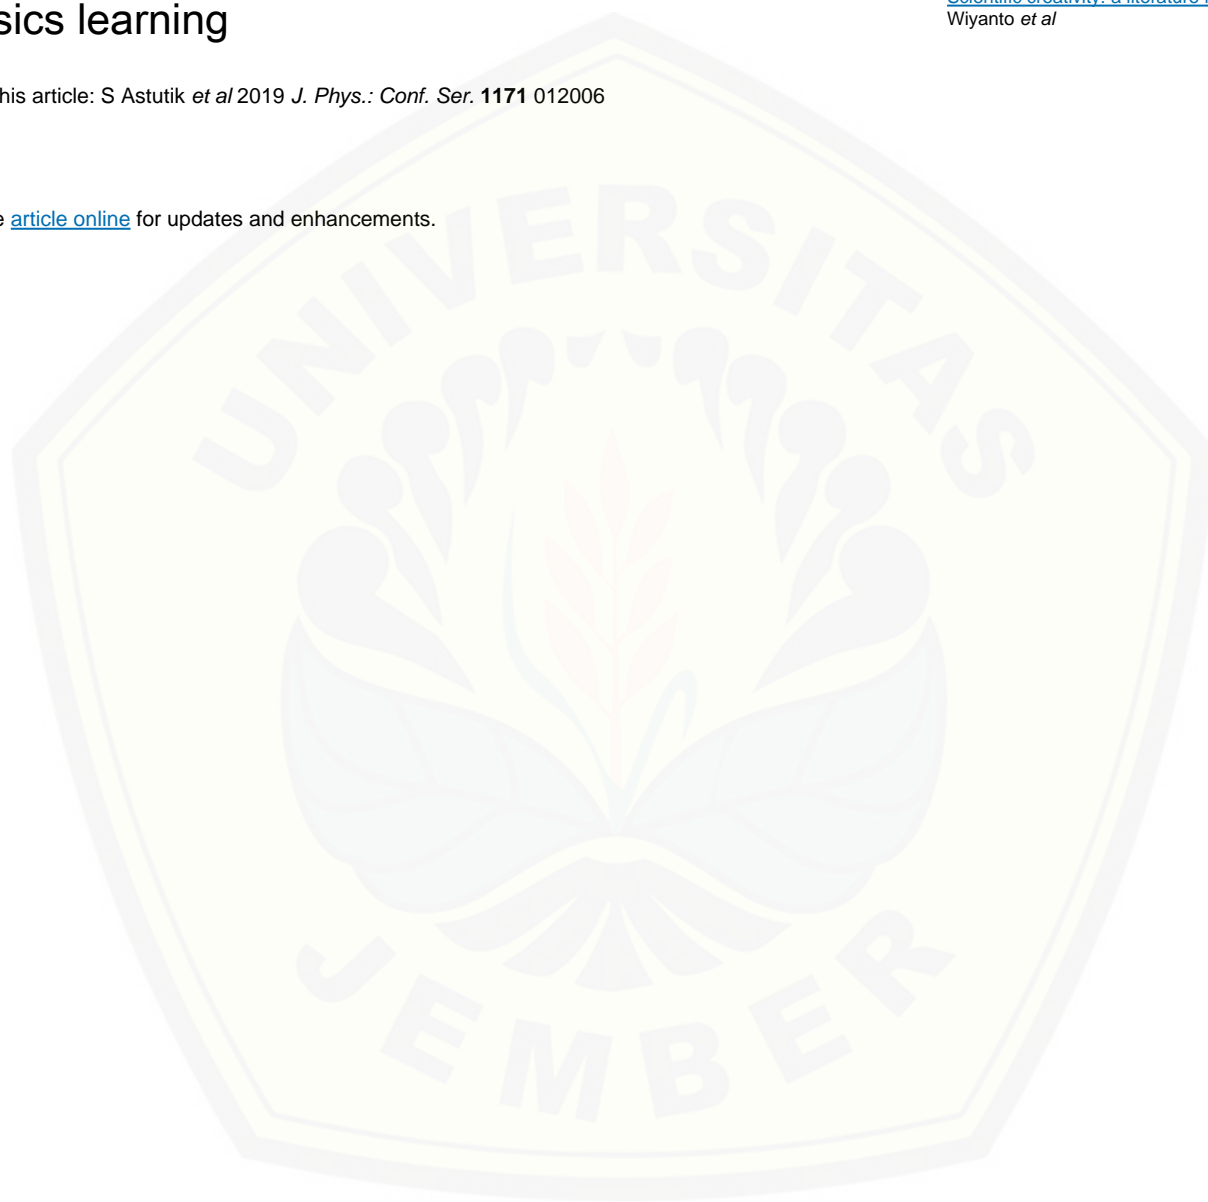 sics learning
Wiyanto et al
his article: S Astutik et al 2019 J. Phys.: Conf. Ser. 1171 012006
article online for updates and enhancements.
UNIVERSITAS
JEMBER